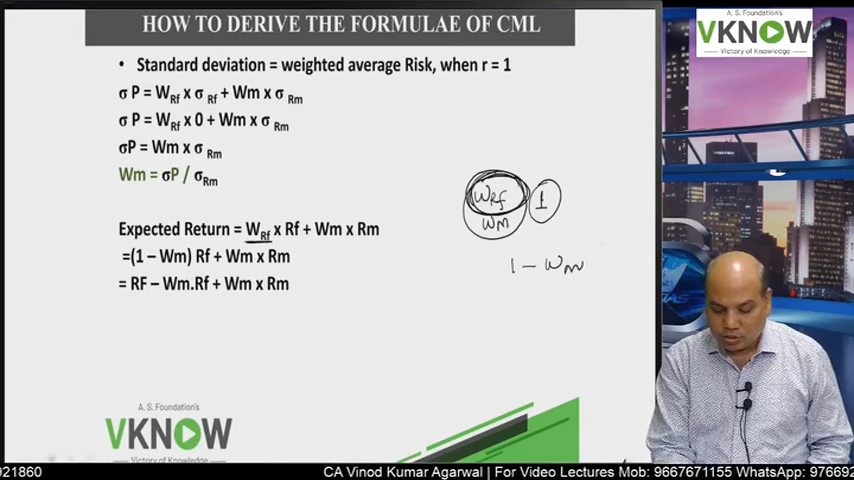 HOW TO DERIVE THE FORMULAE OF CML
A. S. Foundation's
VKNOW
Victory of Knowledge
• Standard deviation = weighted average Risk, when r = 1
σ P = WRf x σ Rf + Wm x σ Rm
σ P = WRf x 0 + Wm x σ Rm
σP = Wm x σ Rm
Wm = σP / σRm
WRf
Wm
1
Expected Return = WRf x Rf + Wm x Rm
=(1 – Wm) Rf + Wm x Rm
1 – Wm
= RF – Wm.Rf + Wm x Rm
A. S. Foundation's
VKNOW
Victory of Knowledge
921860 CA Vinod Kumar Agarwal | For Video Lectures Mob: 9667671155 WhatsApp: 976692